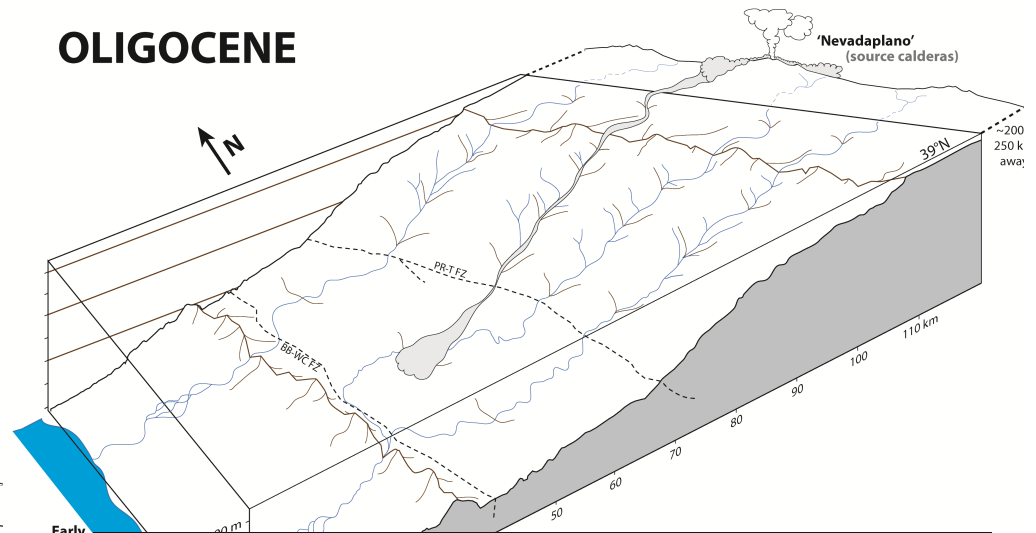 OLIGOCENE
'Nevadaplano'
(source calderas)
N
39°N
~200
250 k
away
PR-T FZ
BB-WC FZ
110 km
100
90
80
70
60
50
00 m
Early